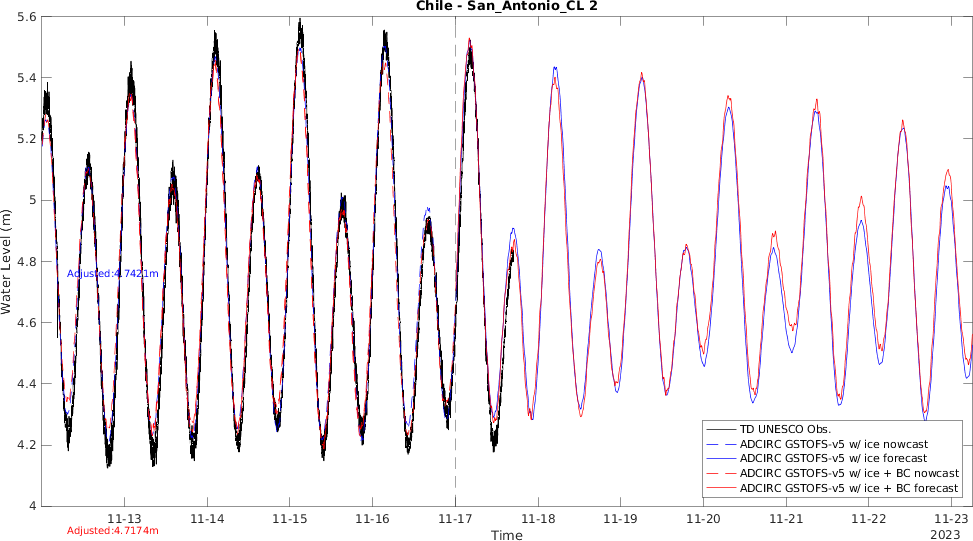 Chile - San_Antonio_CL 2
5.6
5.4
5.2
5
4.8
4.6
4.4
4.2
4
Water Level (m)
Adjusted:4.7421m
Adjusted:4.7174m
TD UNESCO Obs.
ADCIRC GSTOFS-v5 w/ ice nowcast
ADCIRC GSTOFS-v5 w/ ice forecast
ADCIRC GSTOFS-v5 w/ ice + BC nowcast
ADCIRC GSTOFS-v5 w/ ice + BC forecast
11-13 11-14 11-15 11-16 11-17 11-18 11-19 11-20 11-21 11-22 11-23
Time
2023